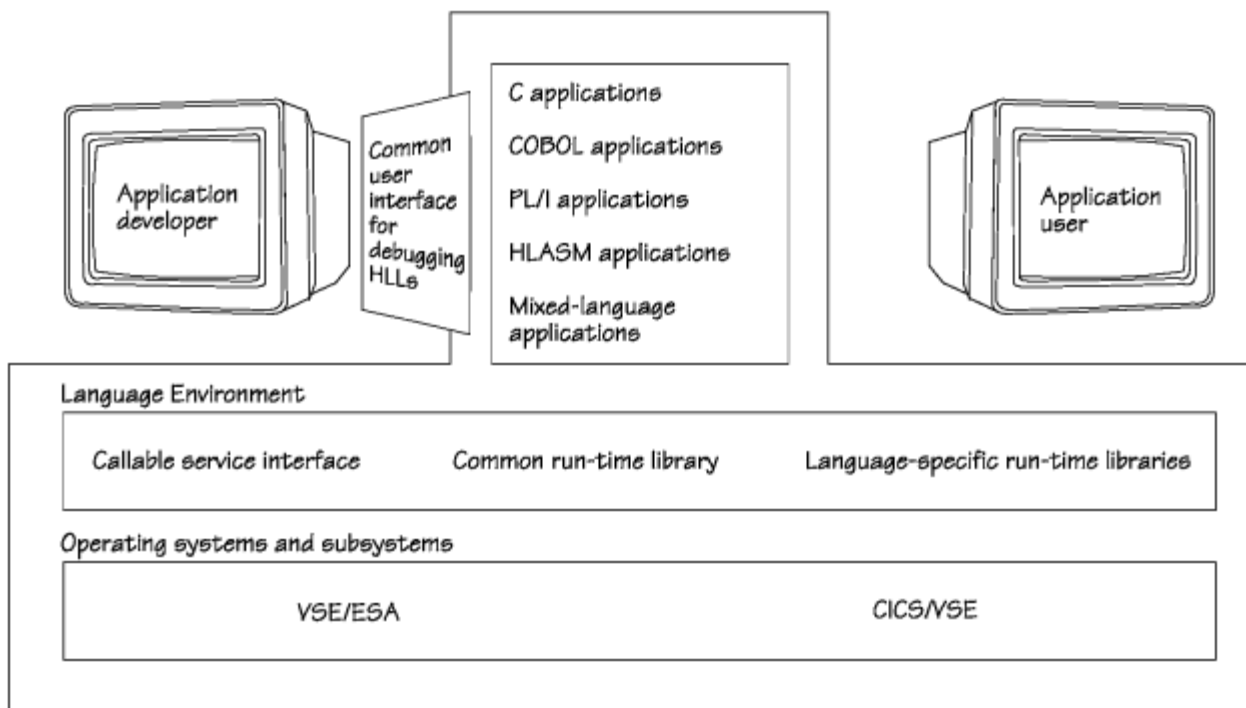 Application
developer
Common
user
interface
for
debugging
HLLs
C applications
COBOL applications
PL/I applications
HLASM applications
Mixed-language
applications
Application
user
Language Environment
Callable service interface
Common run-time library
Language-specific run-time libraries
Operating systems and subsystems
VSE/ESA
CICS/VSE